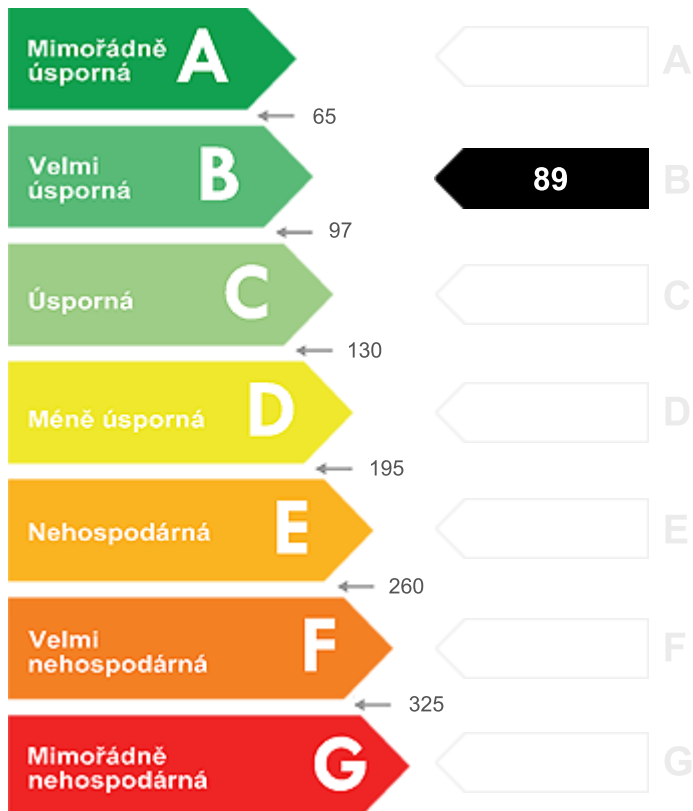 Mimořádně
úsporná
A
A
65
Velmi
úsporná
B
89
B
97
Úsporná
C
C
130
Méně úsporná
D
D
195
Nehospodárná
E
E
260
Velmi
nehospodárná
F
F
325
Mimořádně
nehospodárná
G
G